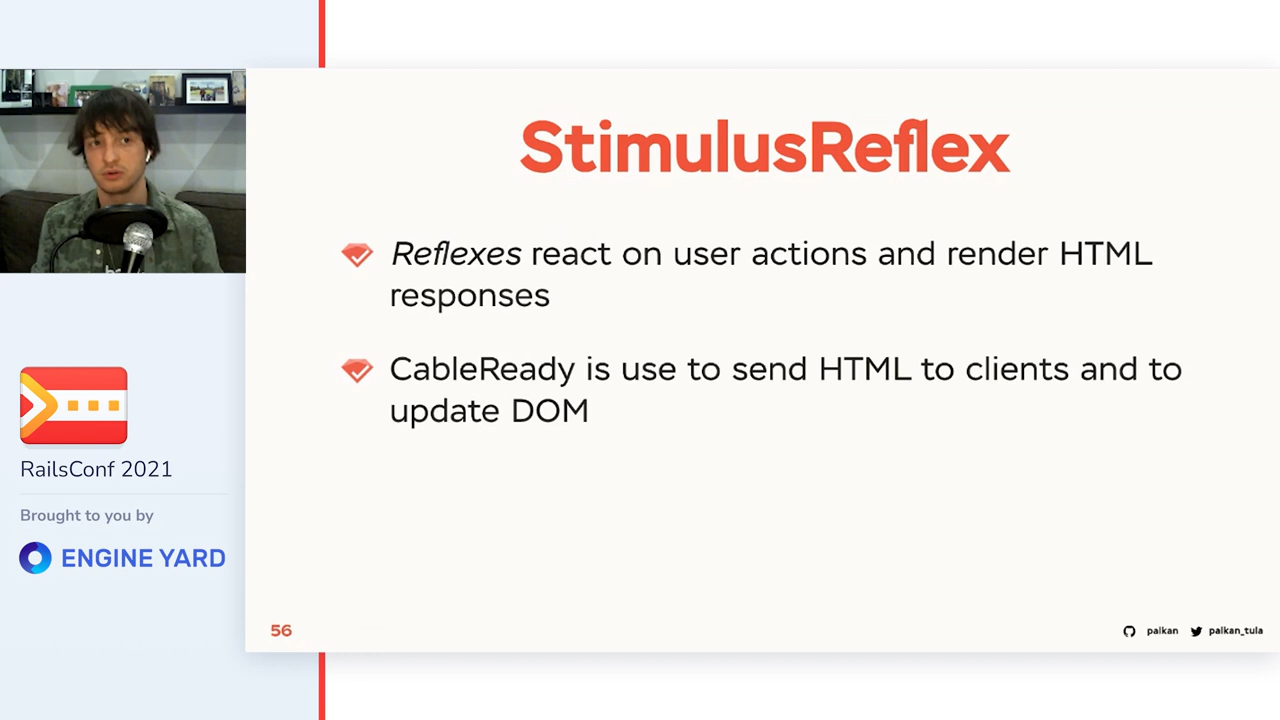 StimulusReflex
Reflexes react on user actions and render HTML
responses
CableReady is use to send HTML to clients and to
update DOM
RailsConf 2021
Brought to you by
ENGINE YARD
56
palkan palkan_tula